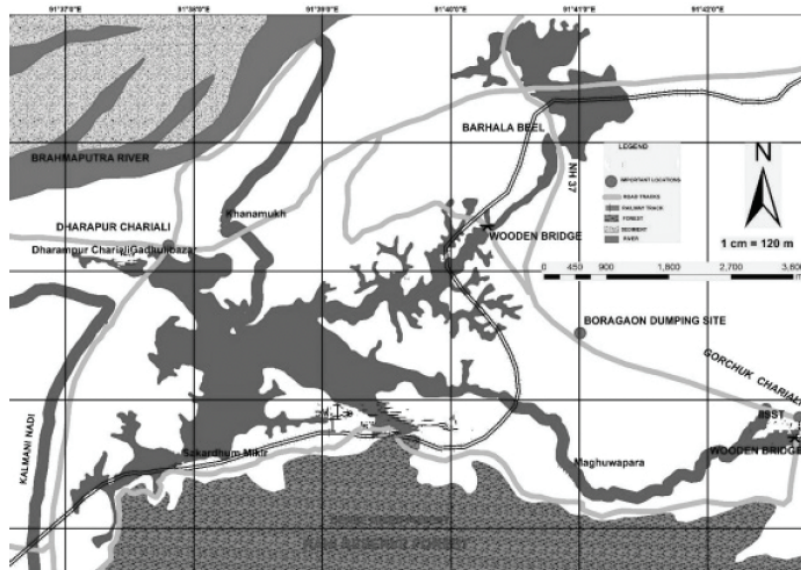 91°37'0"E 91°38'0"E 91°39'0"E 91°40'0"E 91°41'0"E 91°42'0"E
BARHALA BEEL
LEGEND
N
IMPORTANT LOCATIONS
ROAD TRACKS
RAILWAY TRACK
FOREST
SEDIMENT
RIVER
1 cm = 120 m
0 450 900 1,800 2,700
NH 37
BRAHMAPUTRA RIVER
Khanamukh
DHARAPUR CHARIALI
WOODEN BRIDGE
Dharampur Chariali Gadkulibazar
BORAGAON DUMPING SITE
GORCHUK CHARIALI
KALMANI NADI
Sakardhum Mikir
Maghuwapara
WOODEN BRIDGE